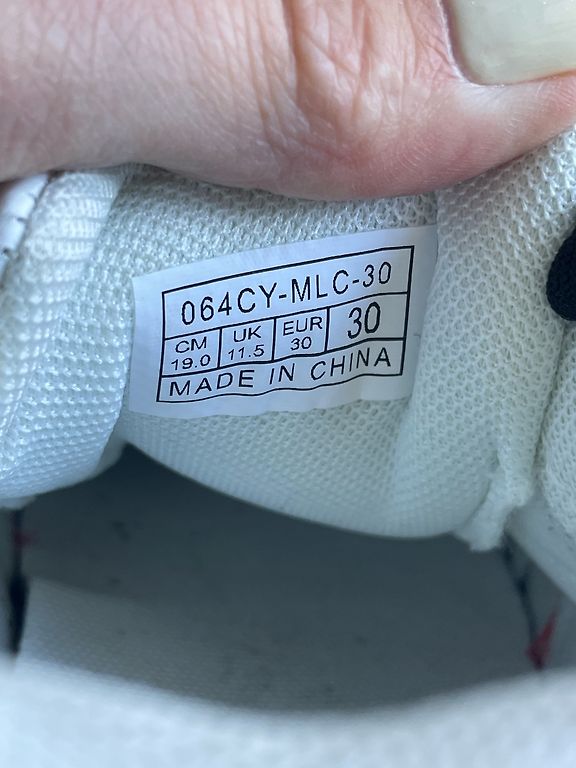 064CY-MLC-30
CM UK EUR 30
19.0 11.5 30
MADE IN CHINA